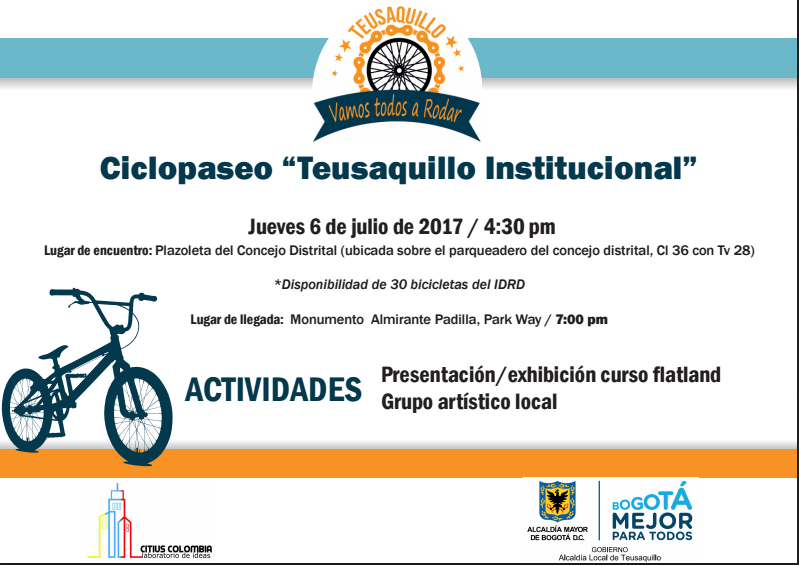 TEUSAQUILLO
Vamos todos a Rodar
Ciclopaseo “Teusaquillo Institucional”
Jueves 6 de julio de 2017 / 4:30 pm
Lugar de encuentro: Plazoleta del Concejo Distrital (ubicada sobre el parqueadero del concejo distrital, Cl 36 con Tv 28)
*Disponibilidad de 30 bicicletas del IDRD
Lugar de llegada: Monumento Almirante Padilla, Park Way / 7:00 pm
ACTIVIDADES
Presentación/exhibición curso flatland
Grupo artístico local
CITIUS COLOMBIA
laboratorio de ideas
ALCALDÍA MAYOR
DE BOGOTÁ D.C.
BOGOTÁ
MEJOR
PARA TODOS
GOBIERNO
Alcaldía Local de Teusaquillo